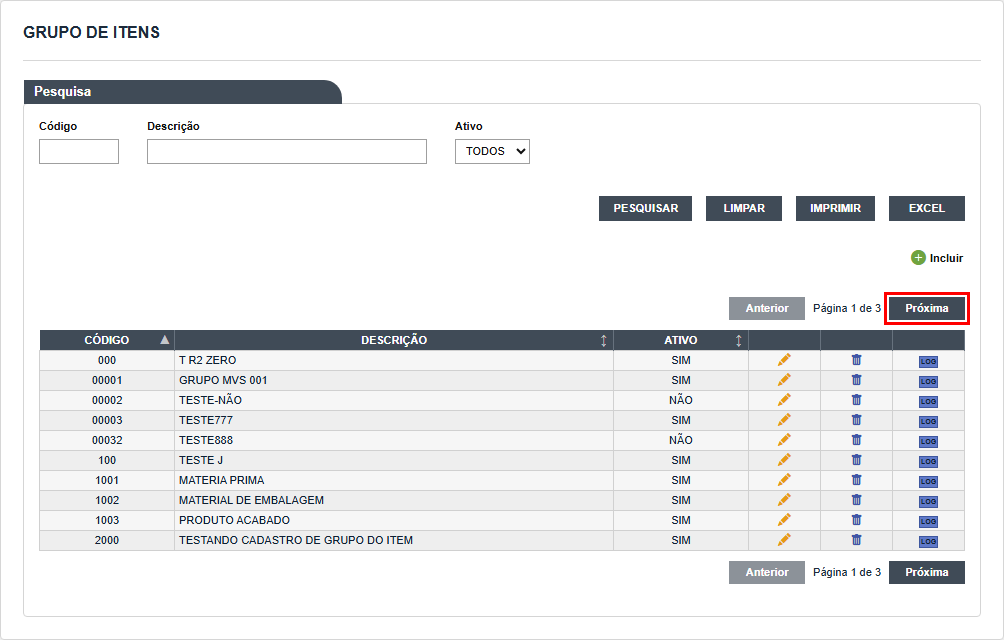 GRUPO DE ITENS
Pesquisa
Código Descrição Ativo
TODOS
PESQUISAR LIMPAR IMPRIMIR EXCEL
Incluir
Anterior Página 1 de 3 Próxima
CÓDIGO DESCRIÇÃO ATIVO
000 T R2 ZERO SIM LOG
00001 GRUPO MVS 001 SIM LOG
00002 TESTE-NÃO NÃO LOG
00003 TESTE777 SIM LOG
00032 TESTE888 NÃO LOG
100 TESTE J SIM LOG
1001 MATERIA PRIMA SIM LOG
1002 MATERIAL DE EMBALAGEM SIM LOG
1003 PRODUTO ACABADO SIM LOG
2000 TESTANDO CADASTRO DE GRUPO DO ITEM SIM LOG
Anterior Página 1 de 3 Próxima